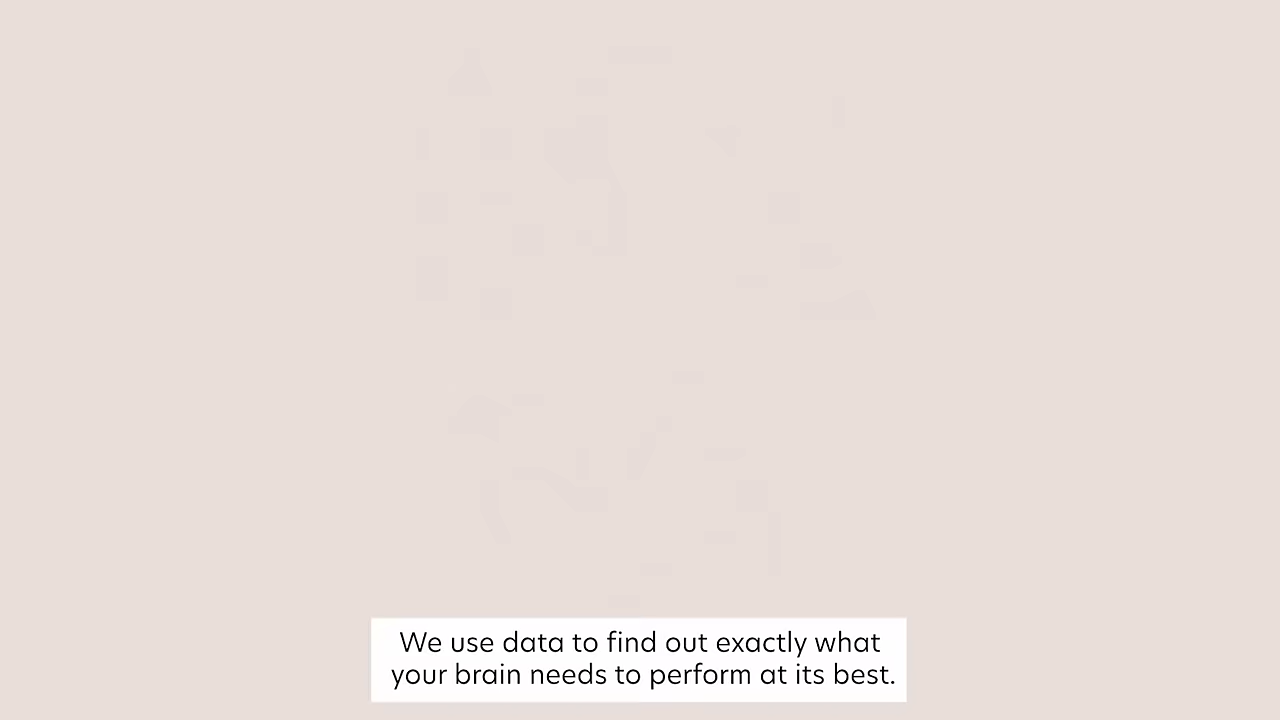 We use data to find out exactly what
your brain needs to perform at its best.